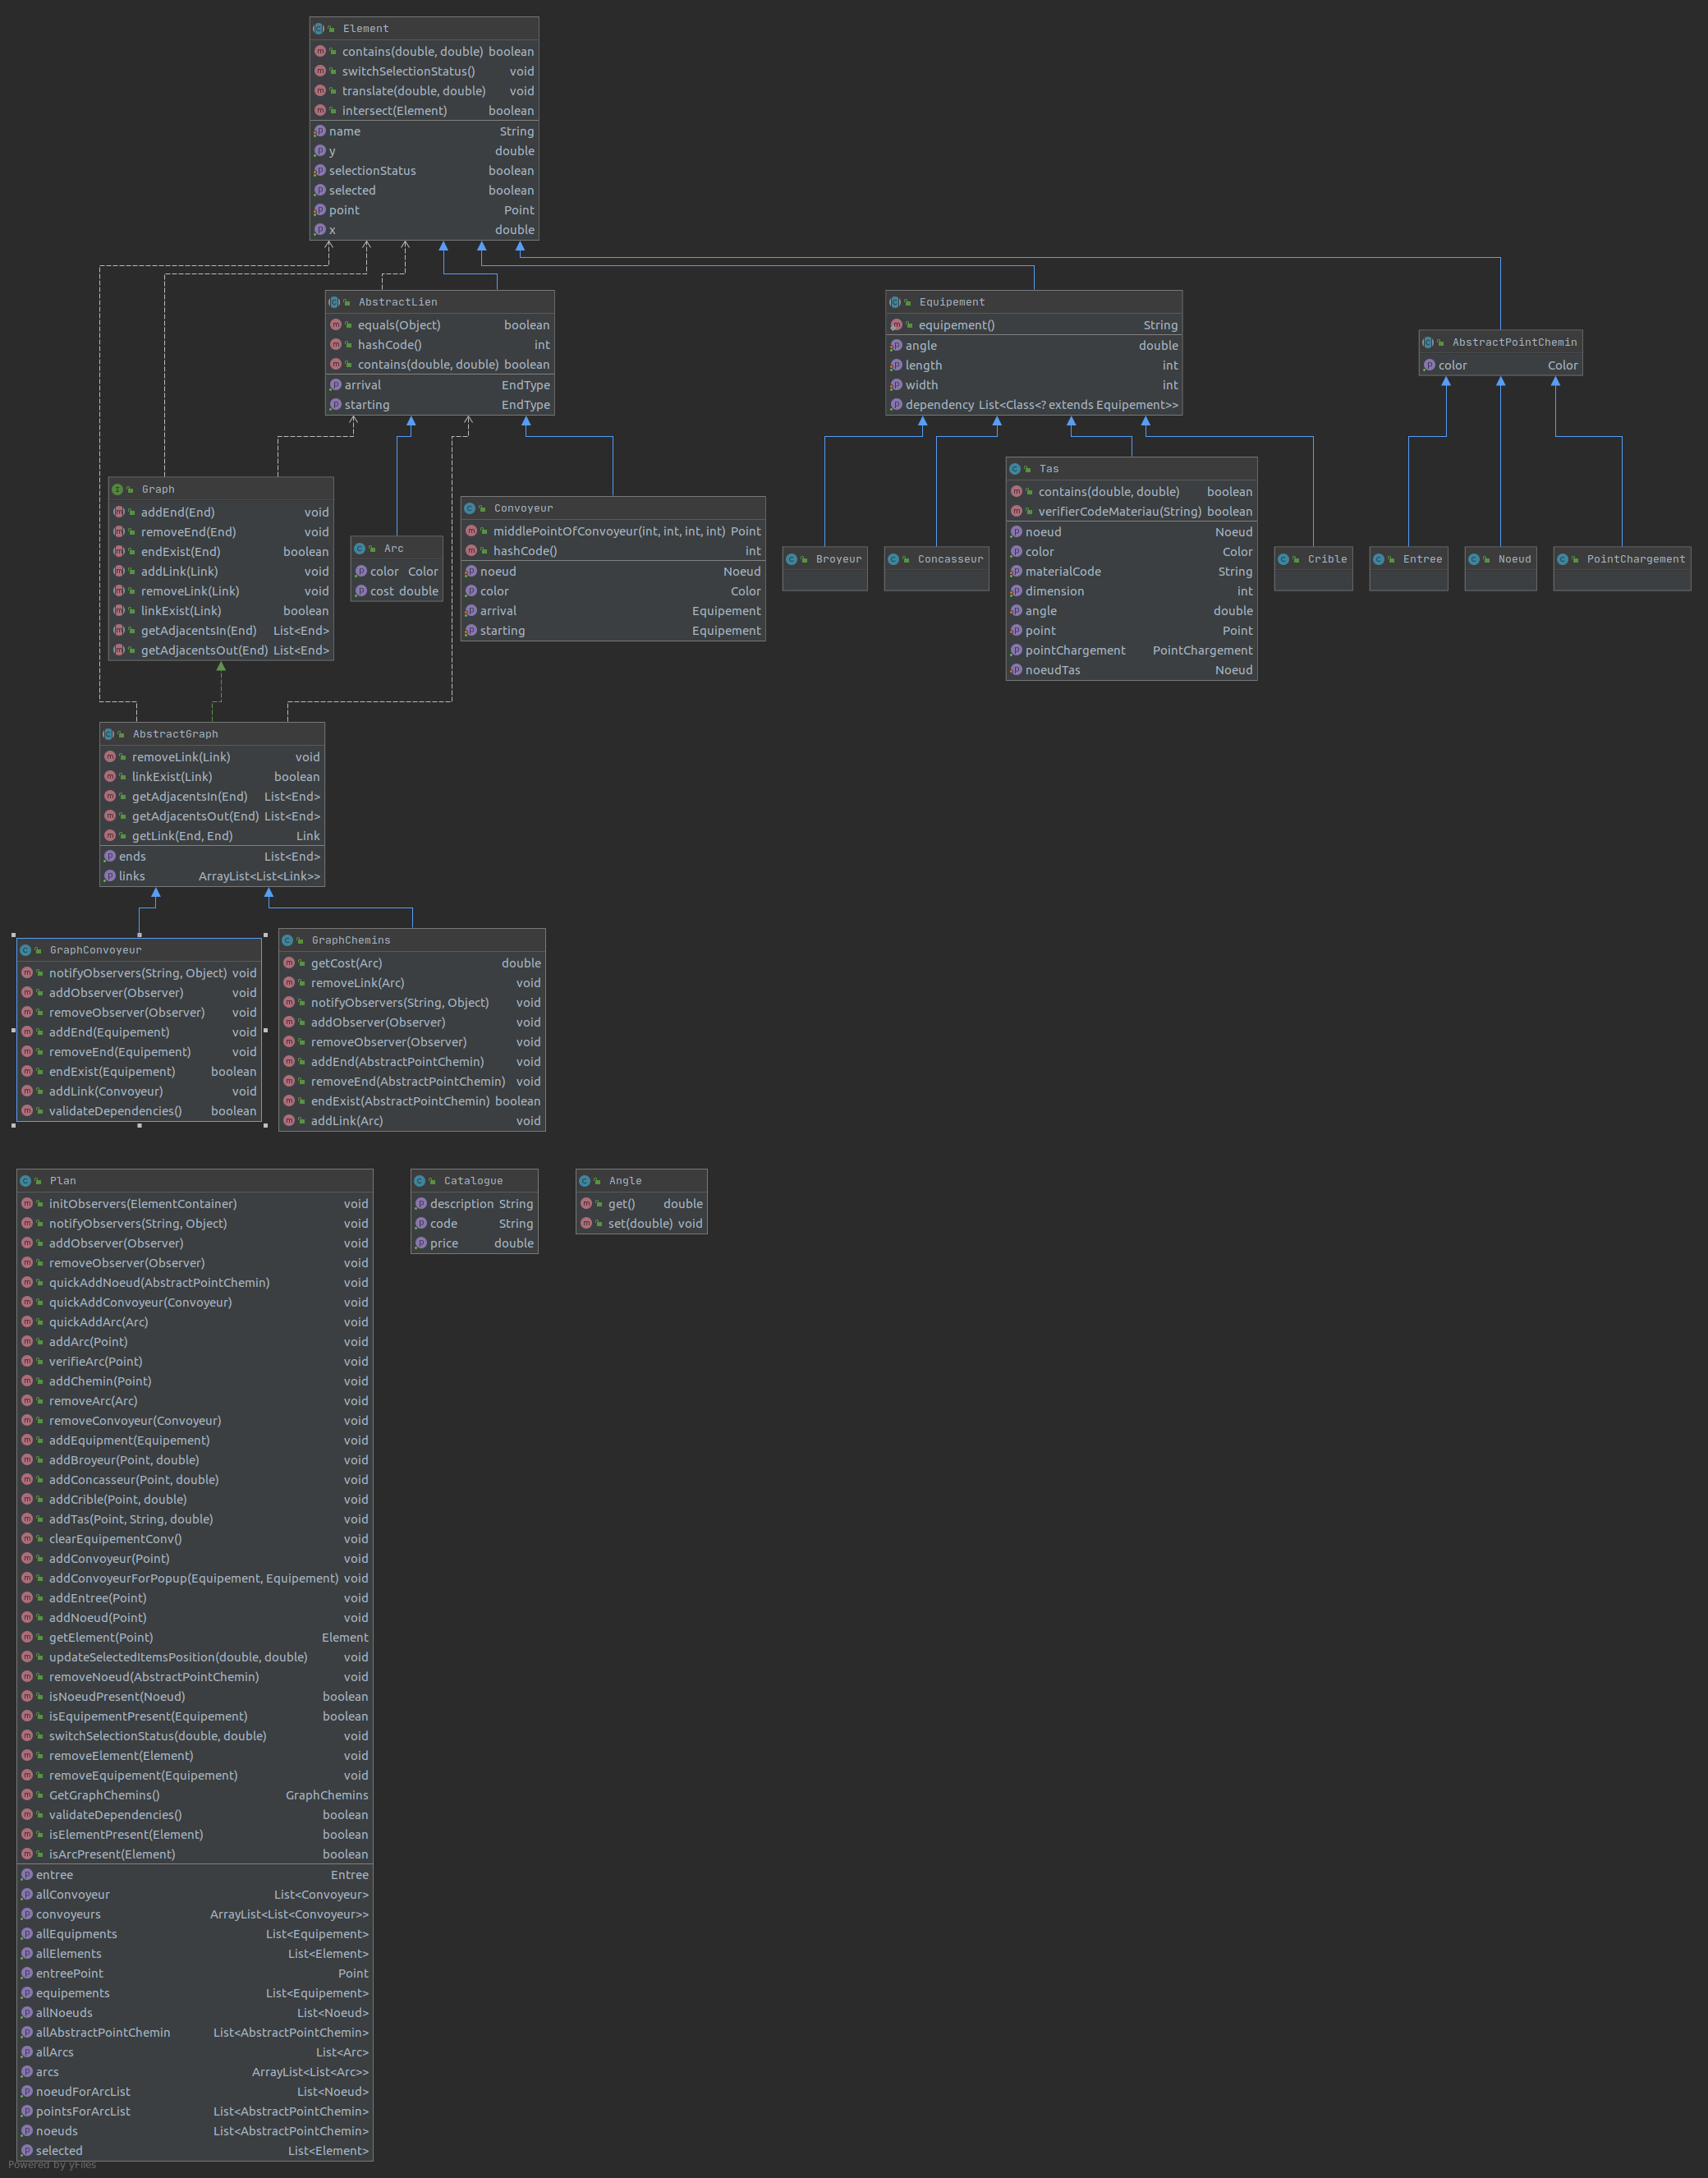 Element
contains(double, double) boolean
switchSelectionStatus() void
translate(double, double) void
intersect(Element) boolean
name String
y double
selectionStatus boolean
selected boolean
point Point
x double
AbstractLien
equals(Object) boolean
hashCode() int
contains(double, double) boolean
arrival EndType
starting EndType
Equipement
equipement() String
angle double
length int
width int
dependency List<Class<? extends Equipement>>
AbstractPointChemin
color Color
Graph
addEnd(End) void
removeEnd(End) void
endExist(End) boolean
addLink(Link) void
removeLink(Link) void
linkExist(Link) boolean
getAdjacentsIn(End) List<End>
getAdjacentsOut(End) List<End>
Arc
color Color
cost double
Convoyeur
middlePointOfConvoyeur(int, int, int, int) Point
hashCode() int
noeud Noeud
color Color
arrival Equipement
starting Equipement
Broyeur
Concasseur
Tas
contains(double, double) boolean
verifierCodeMateriau(String) boolean
noeud Noeud
color Color
materialCode String
dimension int
angle double
point Point
pointChargement PointChargement
noeudTas Noeud
Crible
Entree
Noeud
PointChargement
AbstractGraph
removeLink(Link) void
linkExist(Link) boolean
getAdjacentsIn(End) List<End>
getAdjacentsOut(End) List<End>
getLink(End, End) Link
ends List<End>
links ArrayList<List<Link>>
GraphConvoyeur
notifyObservers(String, Object) void
addObserver(Observer) void
removeObserver(Observer) void
addEnd(Equipement) void
removeEnd(Equipement) void
endExist(Equipement) boolean
addLink(Convoyeur) void
validateDependencies() boolean
GraphChemins
getCost(Arc) double
removeLink(Arc) void
notifyObservers(String, Object) void
addObserver(Observer) void
removeObserver(Observer) void
addEnd(AbstractPointChemin) void
removeEnd(AbstractPointChemin) void
endExist(AbstractPointChemin) boolean
addLink(Arc) void
Plan
initObservers(ElementContainer) void
notifyObservers(String, Object) void
addObserver(Observer) void
removeObserver(Observer) void
quickAddNoeud(AbstractPointChemin) void
quickAddConvoyeur(Convoyeur) void
quickAddArc(Arc) void
addArc(Point) void
verifieArc(Point) void
addChemin(Point) void
removeArc(Arc) void
removeConvoyeur(Convoyeur) void
addEquipment(Equipement) void
addBroyeur(Point, double) void
addConcasseur(Point, double) void
addCrible(Point, double) void
addTas(Point, String, double) void
clearEquipementConv() void
addConvoyeur(Point) void
addConvoyeurForPopup(Equipement, Equipement) void
addEntree(Point) void
addNoeud(Point) void
getElement(Point) Element
updateSelectedItemsPosition(double, double) void
removeNoeud(AbstractPointChemin) void
isNoeudPresent(Noeud) boolean
isEquipementPresent(Equipement) boolean
switchSelectionStatus(double, double) void
removeElement(Element) void
removeEquipement(Equipement) void
GetGraphChemins() GraphChemins
validateDependencies() boolean
isElementPresent(Element) boolean
isArcPresent(Element) boolean
entree Entree
allConvoyeur List<Convoyeur>
convoyeurs ArrayList<List<Convoyeur>>
allEquipments List<Equipement>
allElements List<Element>
entreePoint Point
equipements List<Equipement>
allNoeuds List<Noeud>
allAbstractPointChemin List<AbstractPointChemin>
allArcs List<Arc>
arcs ArrayList<List<Arc>>
noeudForArcList List<Noeud>
pointsForArcList List<AbstractPointChemin>
noeuds List<AbstractPointChemin>
selected List<Element>
Catalogue
description String
code String
price double
Angle
get() double
set(double) void
Powered by yFiles